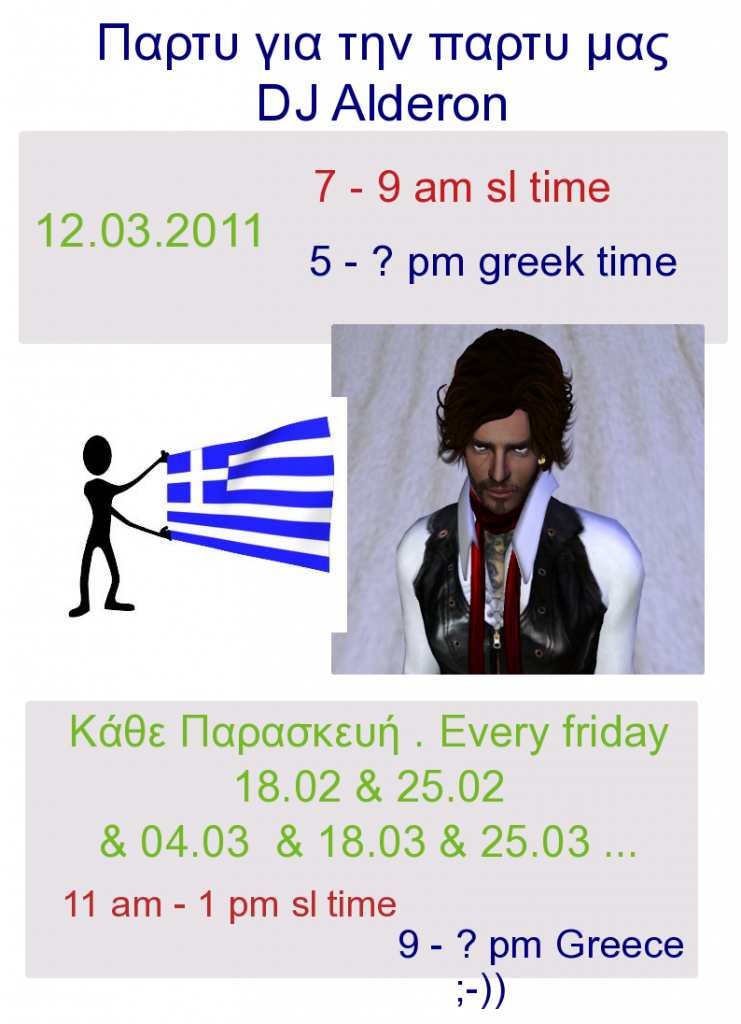 Παρτυ για την παρτυ μας
DJ Alderon
7 - 9 am sl time
12.03.2011
5 - ? pm greek time
Κάθε Παρασκευή . Every friday
18.02 & 25.02
& 04.03 & 18.03 & 25.03 ...
11 am - 1 pm sl time
9 - ? pm Greece
;-))